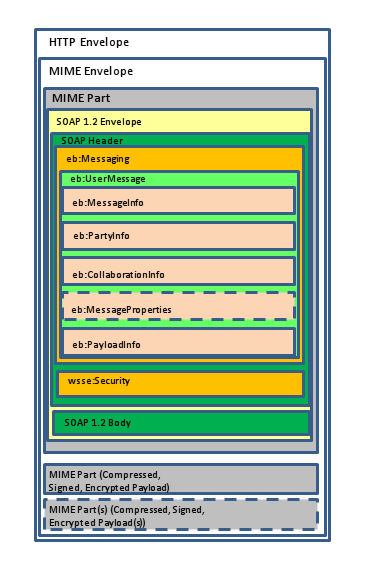 HTTP Envelope
MIME Envelope
MIME Part
SOAP 1.2 Envelope
SOAP Header
eb:Messaging
eb:UserMessage
eb:MessageInfo
eb:PartyInfo
eb:CollaborationInfo
eb:MessageProperties
eb:PayloadInfo
wsse:Security
SOAP 1.2 Body
MIME Part (Compressed,
Signed, Encrypted Payload)
MIME Part(s) (Compressed, Signed,
Encrypted Payload(s))